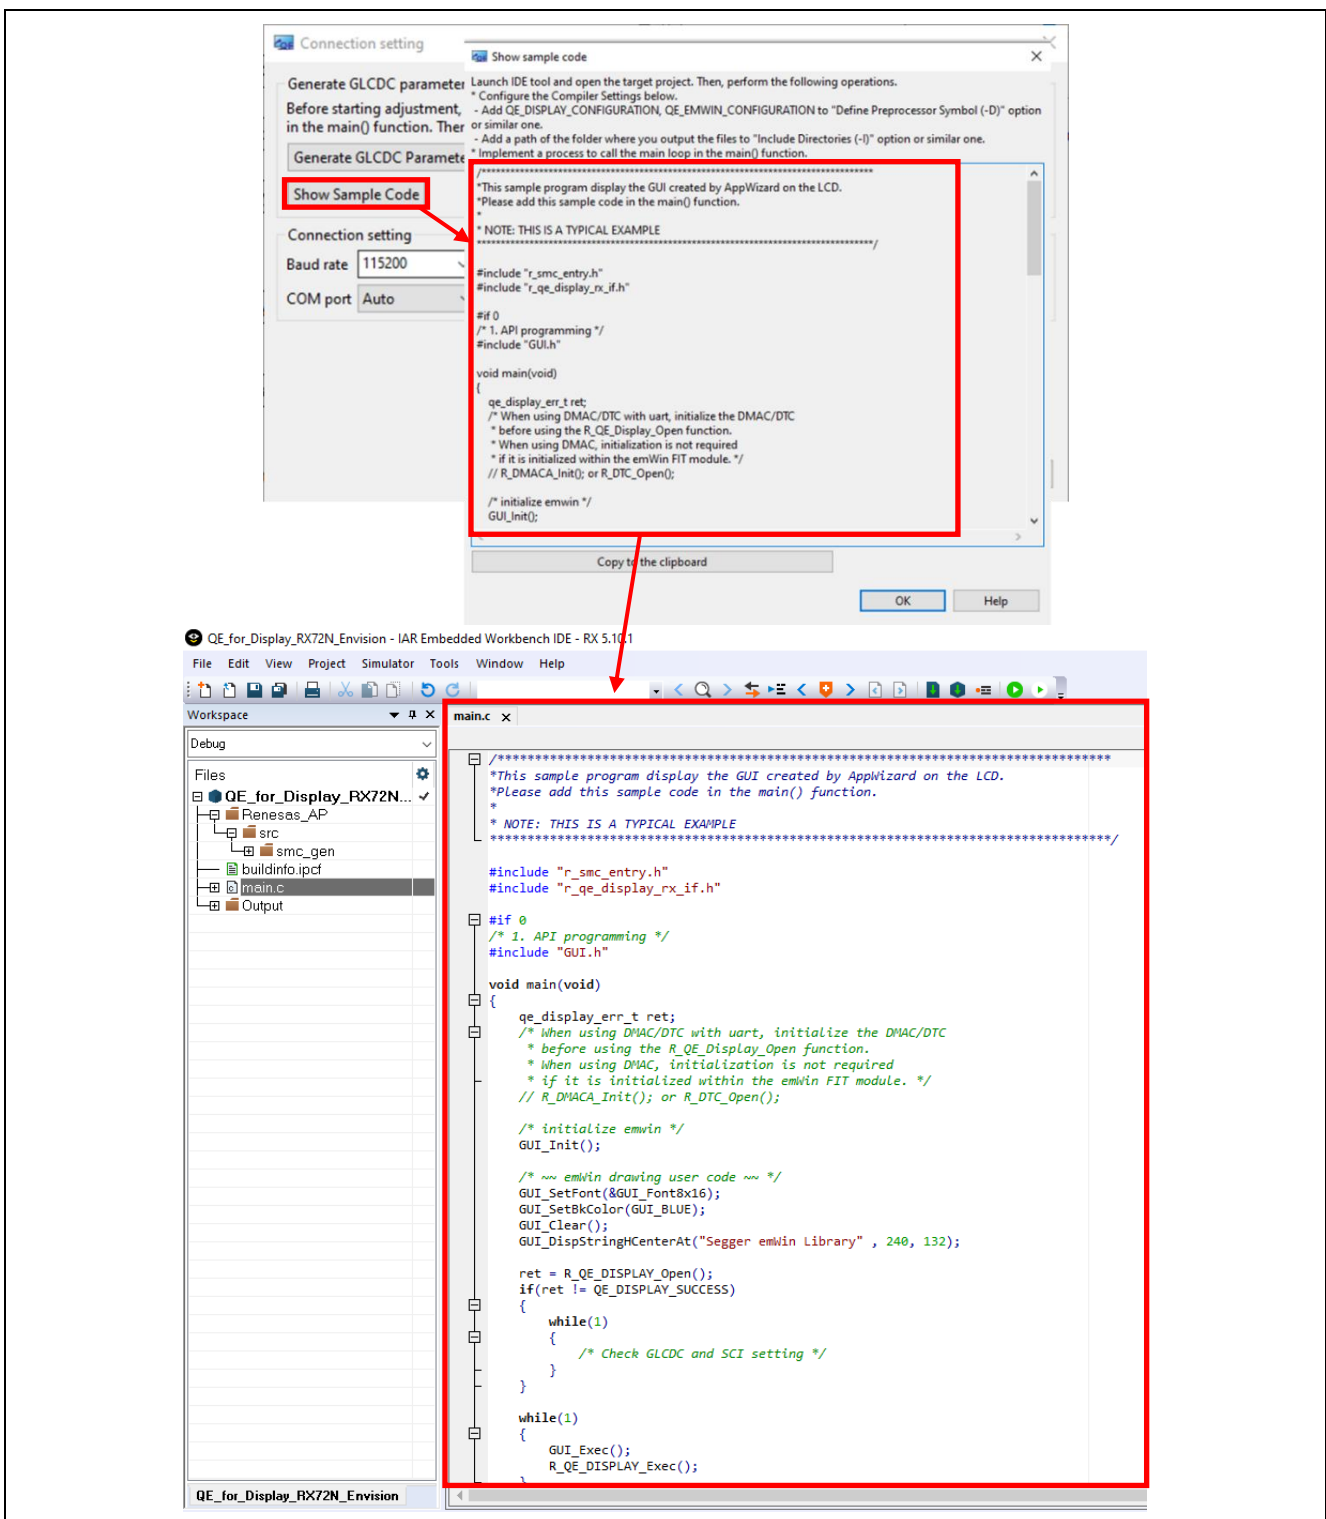 Connection setting
Generate GLCDC parameter
Before starting adjustment,
in the main() function. Ther
Generate GLCDC Paramete
Show Sample Code
Connection setting
Baud rate 115200
COM port Auto
Show sample code
Launch IDE tool and open the target project. Then, perform the following operations.
* Configure the Compiler Settings below.
- Add QE_DISPLAY_CONFIGURATION, QE_EMWIN_CONFIGURATION to "Define Preprocessor Symbol (-D)" option
or similar one.
- Add a path of the folder where you output the files to "Include Directories (-I)" option or similar one.
* Implement a process to call the main loop in the main() function.
/************************************************************************************
*This sample program display the GUI created by AppWizard on the LCD.
*Please add this sample code in the main() function.
*
* NOTE: THIS IS A TYPICAL EXAMPLE
************************************************************************************/
#include "r_smc_entry.h"
#include "r_qe_display_rx_if.h"
#if 0
/* 1. API programming */
#include "GUI.h"
void main(void)
{
qe_display_err_t ret;
/* When using DMAC/DTC with uart, initialize the DMAC/DTC
* before using the R_QE_Display_Open function.
* When using DMAC, initialization is not required
* if it is initialized within the emWin FIT module. */
// R_DMACA_Init(); or R_DTC_Open();
/* initialize emwin */
GUI_Init();
Copy to the clipboard
OK
Help
QE_for_Display_RX72N_Envision - IAR Embedded Workbench IDE - RX 5.10.1
File Edit View Project Simulator Tools Window Help
Workspace
Debug
Files
QE_for_Display_RX72N...
Renesas_AP
src
smc_gen
buildinfo.ipcf
main.c
Output
QE_for_Display_RX72N_Envision
main.c
/************************************************************************************
*This sample program display the GUI created by AppWizard on the LCD.
*Please add this sample code in the main() function.
*
* NOTE: THIS IS A TYPICAL EXAMPLE
************************************************************************************/
#include "r_smc_entry.h"
#include "r_qe_display_rx_if.h"
#if 0
/* 1. API programming */
#include "GUI.h"
void main(void)
{
qe_display_err_t ret;
/* When using DMAC/DTC with uart, initialize the DMAC/DTC
* before using the R_QE_Display_Open function.
* When using DMAC, initialization is not required
* if it is initialized within the emWin FIT module. */
// R_DMACA_Init(); or R_DTC_Open();
/* initialize emwin */
GUI_Init();
/* ~~ emWin drawing user code ~~ */
GUI_SetFont(&GUI_Font8x16);
GUI_SetBkColor(GUI_BLUE);
GUI_Clear();
GUI_DispStringHCenterAt("Segger emWin Library" , 240, 132);
ret = R_QE_DISPLAY_Open();
if(ret != QE_DISPLAY_SUCCESS)
{
while(1)
{
/* Check GLCDC and SCI setting */
}
}
while(1)
{
GUI_Exec();
R_QE_DISPLAY_Exec();
}